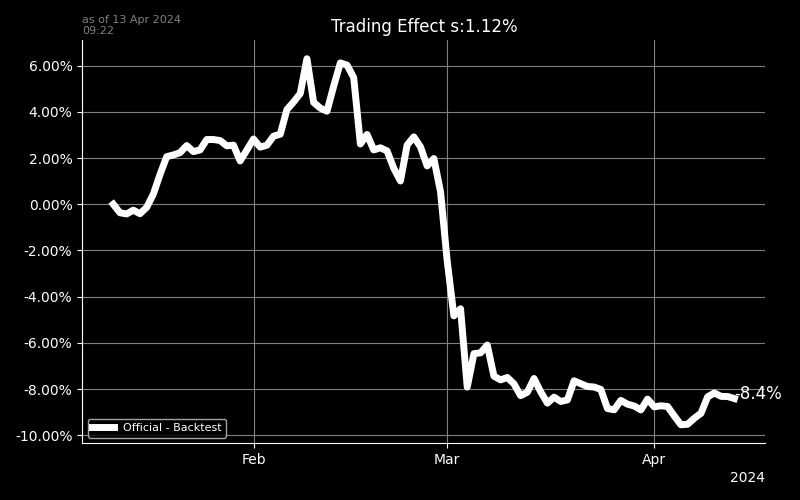 as of 13 Apr 2024
09:22
Trading Effect s:1.12%
6.00%
4.00%
2.00%
0.00%
-2.00%
-4.00%
-6.00%
-8.00%
-10.00%
-8.4%
Official - Backtest
Feb
Mar
Apr
2024